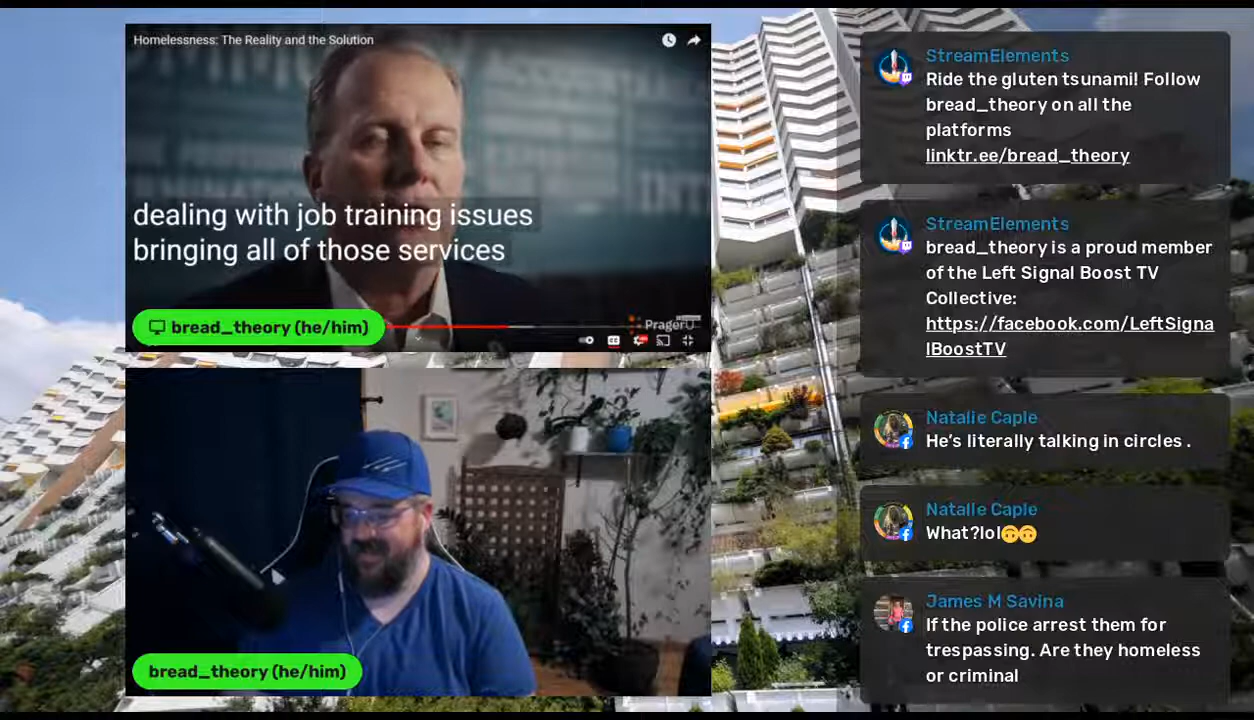 Homelessness: The Reality and the Solution
dealing with job training issues
bringing all of those services
bread_theory (he/him)
PragerU
bread_theory (he/him)
StreamElements
Ride the gluten tsunami! Follow
bread_theory on all the
platforms
linktr.ee/bread_theory
StreamElements
bread_theory is a proud member
of the Left Signal Boost TV
Collective:
https://facebook.com/LeftSigna
lBoostTV
Natalie Caple
He's literally talking in circles .
Natalie Caple
What?lol🙃🙃
James M Savina
If the police arrest them for
trespassing. Are they homeless
or criminal